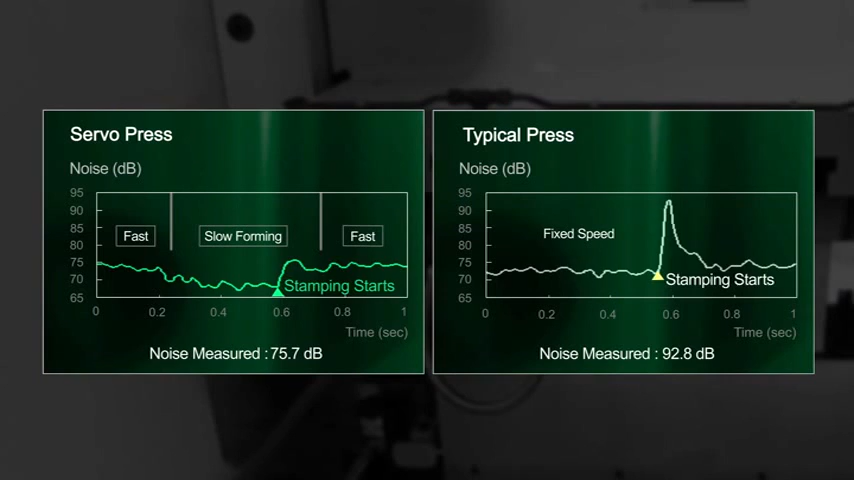 Servo Press
Noise (dB)
95
90
85
80
75
70
65
Fast
Slow Forming
Fast
Stamping Starts
0
0.2
0.4
0.6
0.8
1
Time (sec)
Noise Measured : 75.7 dB
Typical Press
Noise (dB)
95
90
85
80
75
70
65
Fixed Speed
Stamping Starts
0
0.2
0.4
0.6
0.8
1
Time (sec)
Noise Measured : 92.8 dB